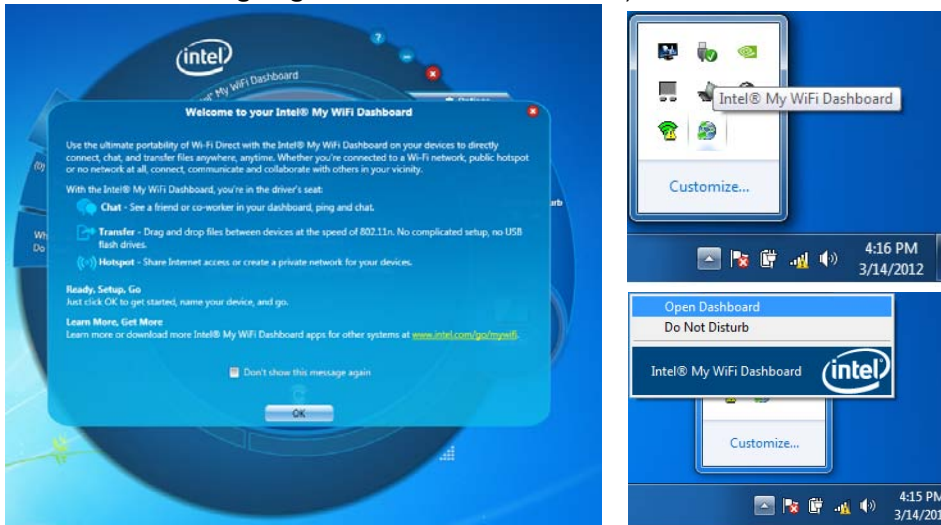 intel
My WiFi Dashboard
Welcome to your Intel® My WiFi Dashboard
Use the ultimate portability of Wi-Fi Direct with the Intel® My WiFi Dashboard on your devices to directly
connect, chat, and transfer files anywhere, anytime. Whether you're connected to a Wi-Fi network, public hotspot
or no network at all, connect, communicate and collaborate with others in your vicinity.
With the Intel® My WiFi Dashboard, you're in the driver's seat:
Chat - See a friend or co-worker in your dashboard, ping and chat.
Transfer - Drag and drop files between devices at the speed of 802.11n. No complicated setup, no USB
flash drives.
Hotspot - Share Internet access or create a private network for your devices.
Ready, Setup, Go
Just click OK to get started, name your device, and go.
Learn More, Get More
Learn more or download more Intel® My WiFi Dashboard apps for other systems at www.intel.com/go/mywifi.
Don't show this message again
OK
Intel® My WiFi Dashboard
Customize...
4:16 PM
3/14/2012
Open Dashboard
Do Not Disturb
Intel® My WiFi Dashboard
intel
Customize...
4:15 PM
3/14/201